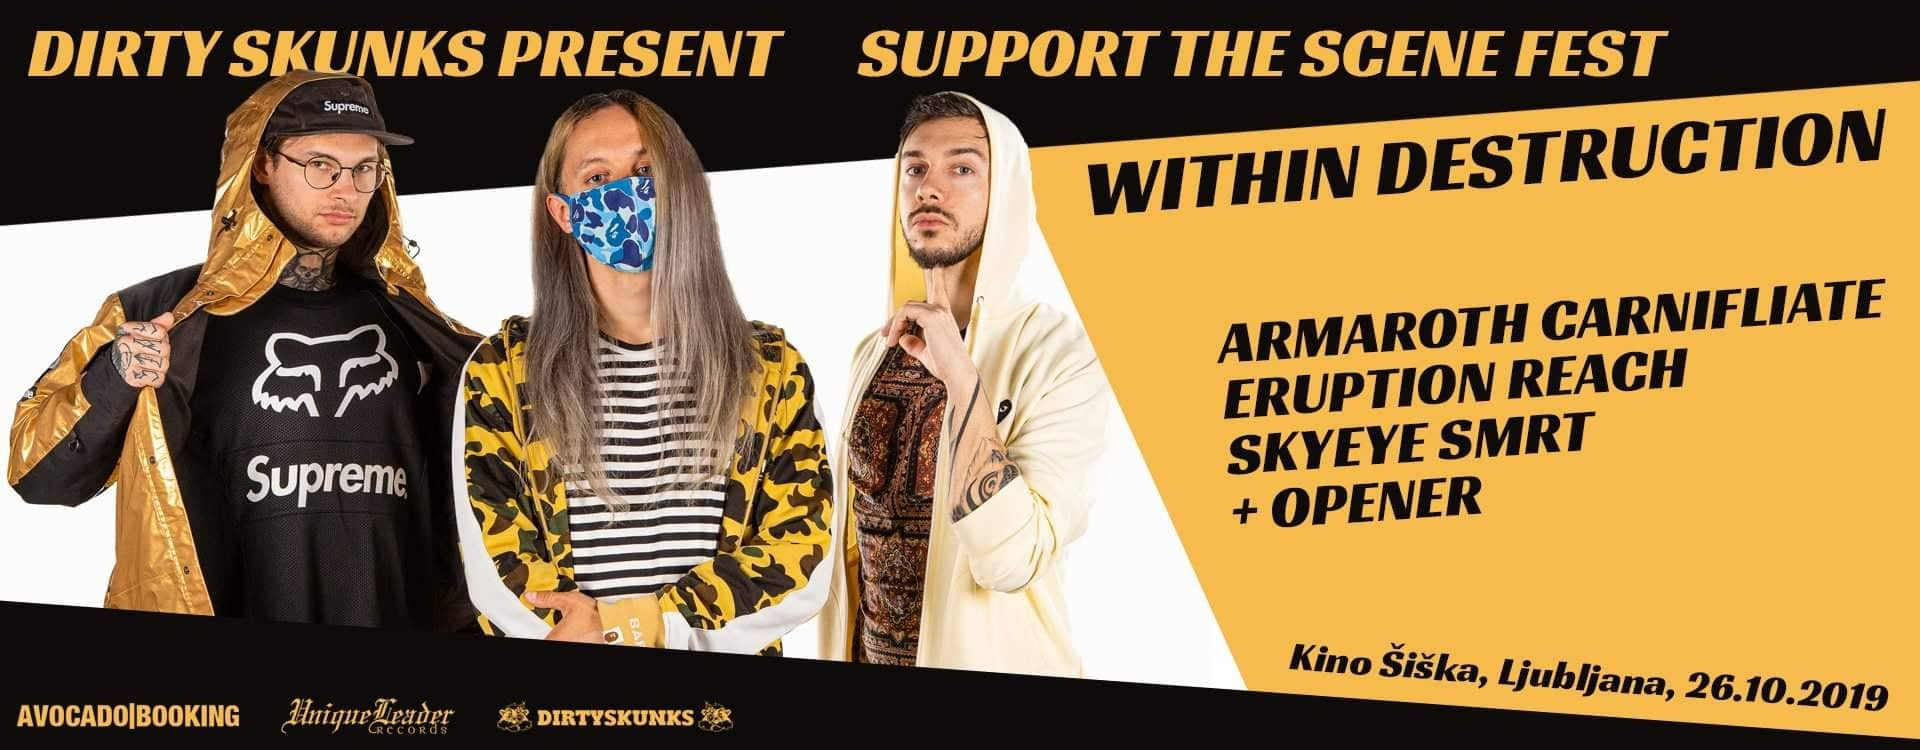 DIRTY SKUNKS PRESENT SUPPORT THE SCENE FEST
WITHIN DESTRUCTION
ARMAROTH CARNIFLIATE
ERUPTION REACH
SKYEYE SMRT
+ OPENER
Kino Šiška, Ljubljana, 26.10.2019
Supreme
Supreme
AVOCADO|BOOKING
Unique Leader
RECORDS
DIRTYSKUNKS